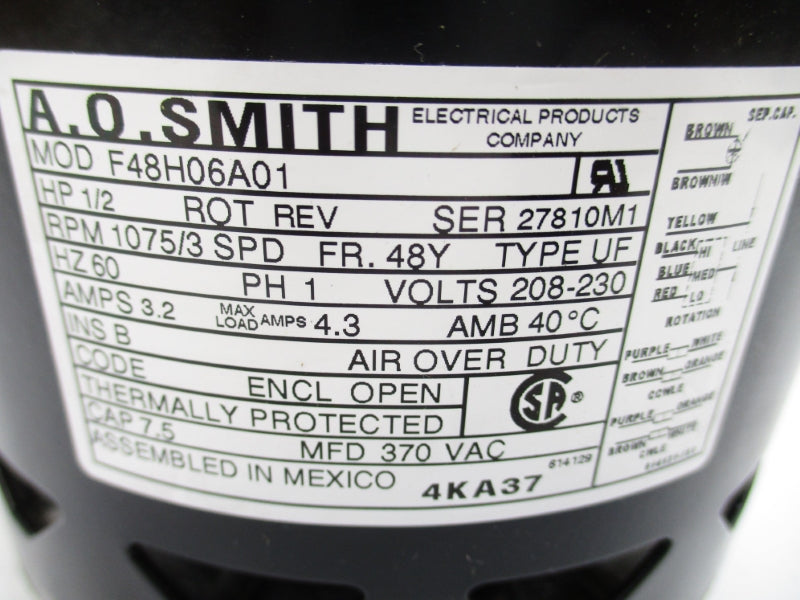 A.O.SMITH ELECTRICAL PRODUCTS
COMPANY
MOD F48H06A01
HP 1/2 ROT REV SER 27810M1
RPM 1075/3 SPD FR. 48Y TYPE UF
HZ 60 PH 1 VOLTS 208-230
AMPS 3.2 MAX LOAD AMPS 4.3 AMB 40°C
INS B AIR OVER DUTY
CODE ENCL OPEN
THERMALLY PROTECTED
CAP 7.5 MFD 370 VAC
ASSEMBLED IN MEXICO 4KA37
614129
SA ®
SEP. CAP.
BROWN
BROWN/W
YELLOW
BLACK HI LINE
BLUE MED
RED LO
ROTATION
PURPLE WHITE
BROWN ORANGE
CCWLE
PURPLE ORANGE
BROWN WHITE
CWLE